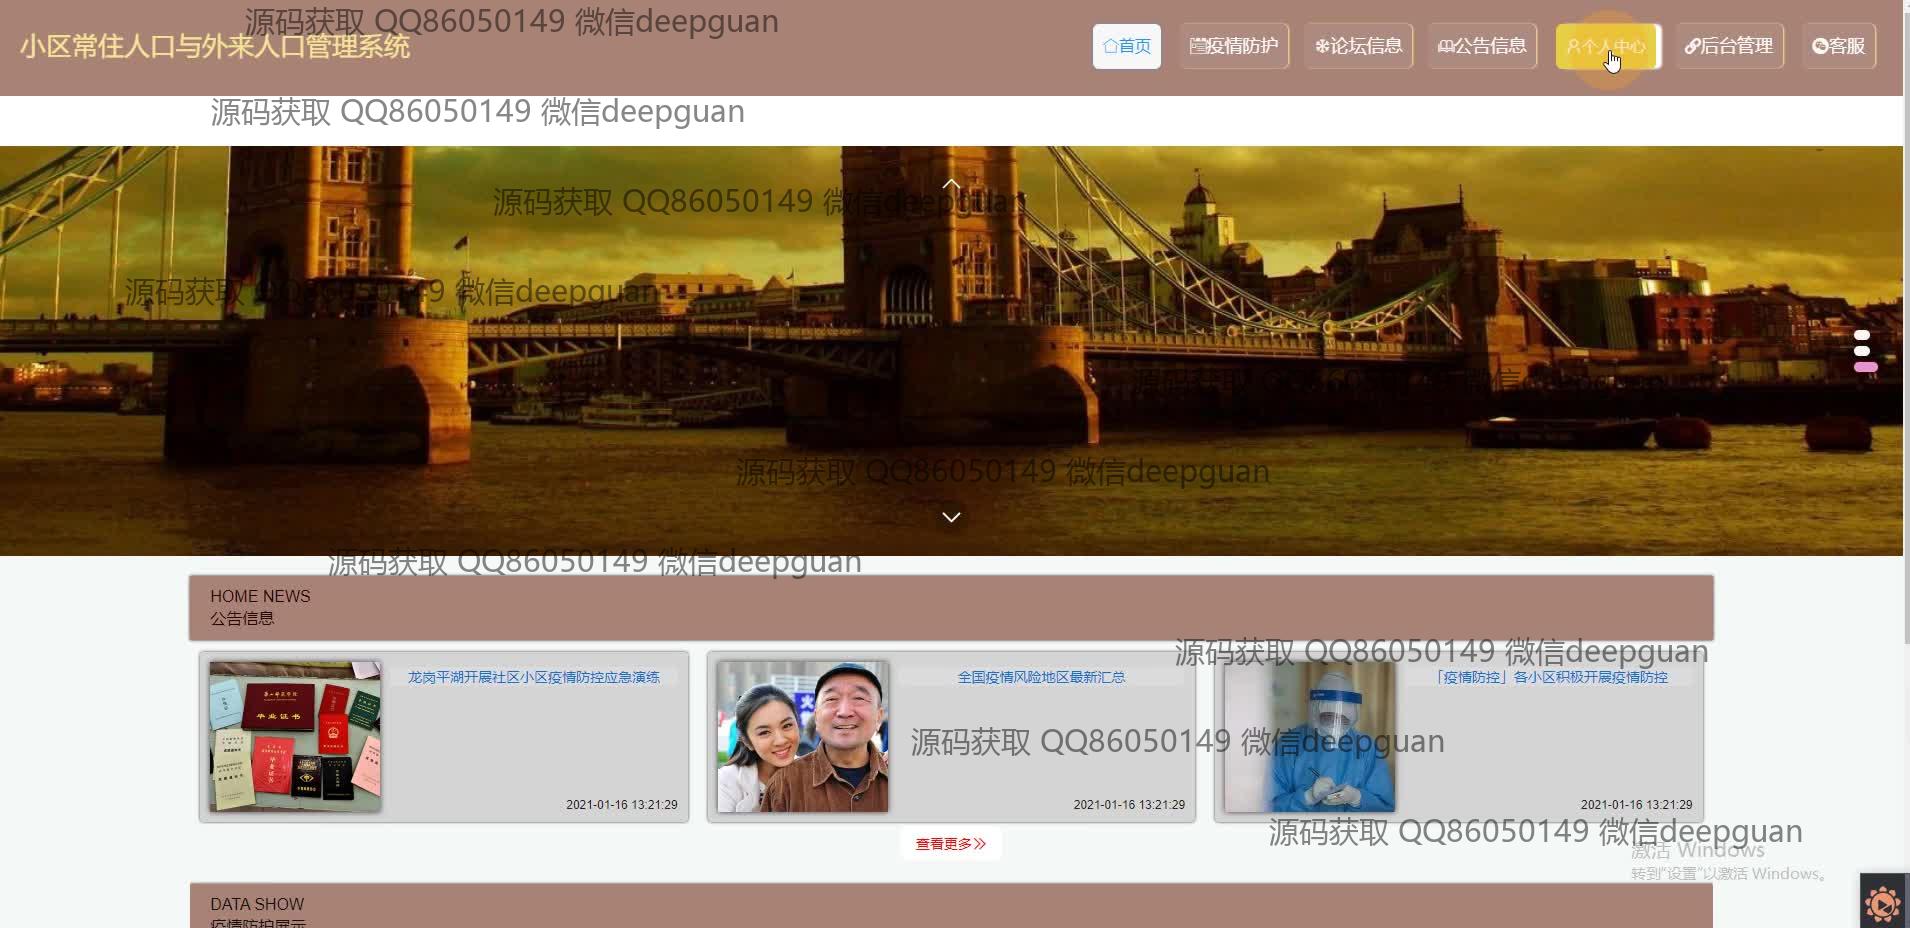 源码获取 QQ86050149 微信deepguan
小区常住人口与外来人口管理系统
首页
疫情防护
论坛信息
公告信息
个人中心
后台管理
客服
源码获取 QQ86050149 微信deepguan
源码获取 QQ86050149 微信deepguan
源码获取 QQ86050149 微信deepguan
源码获取 QQ86050149 微信deepguan
源码获取 QQ86050149 微信deepguan
HOME NEWS
公告信息
源码获取 QQ86050149 微信deepguan
龙岗平湖开展社区小区疫情防控应急演练
2021-01-16 13:21:29
全国疫情风险地区最新汇总
2021-01-16 13:21:29
「疫情防控」各小区积极开展疫情防控
2021-01-16 13:21:29
源码获取 QQ86050149 微信deepguan
毕业证书
查看更多
源码获取 QQ86050149 微信deepguan
激活 Windows
转到"设置"以激活 Windows。
DATA SHOW
疫情防护展示